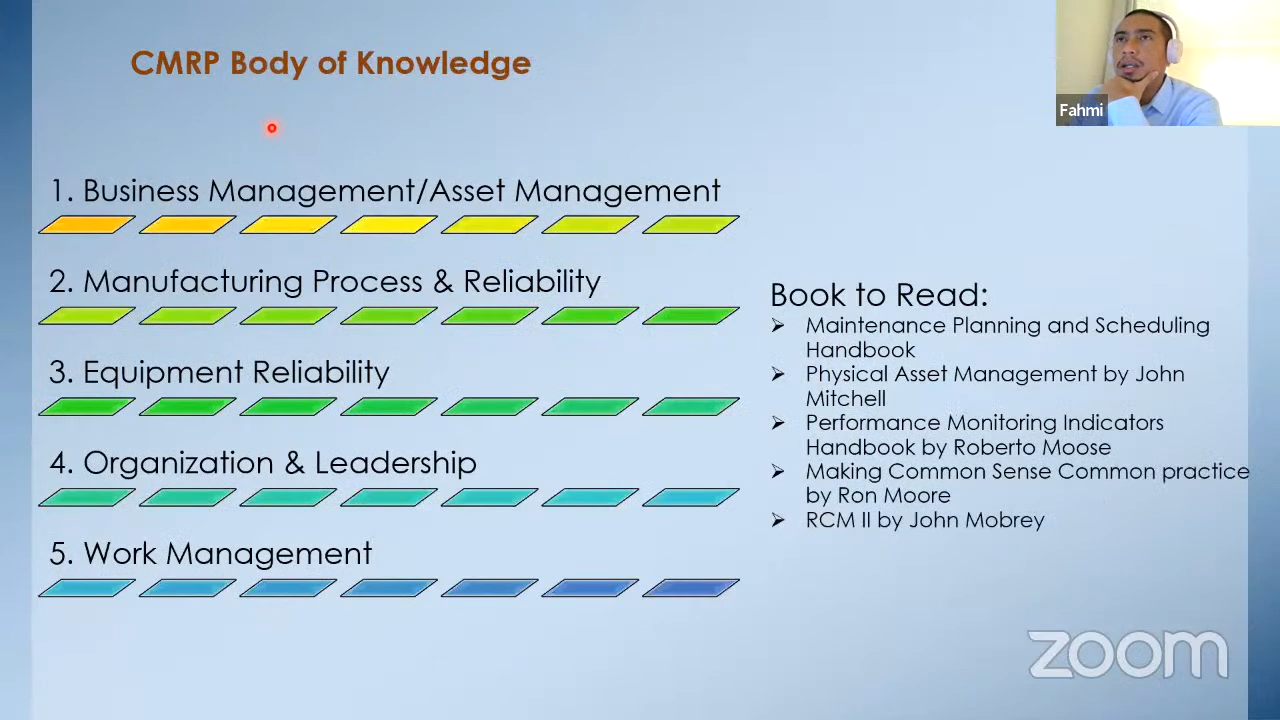 CMRP Body of Knowledge
Fahmi
1. Business Management/Asset Management
2. Manufacturing Process & Reliability
3. Equipment Reliability
4. Organization & Leadership
5. Work Management
Book to Read:
Maintenance Planning and Scheduling
Handbook
Physical Asset Management by John
Mitchell
Performance Monitoring Indicators
Handbook by Roberto Moose
Making Common Sense Common practice
by Ron Moore
RCM II by John Mobrey
zoom